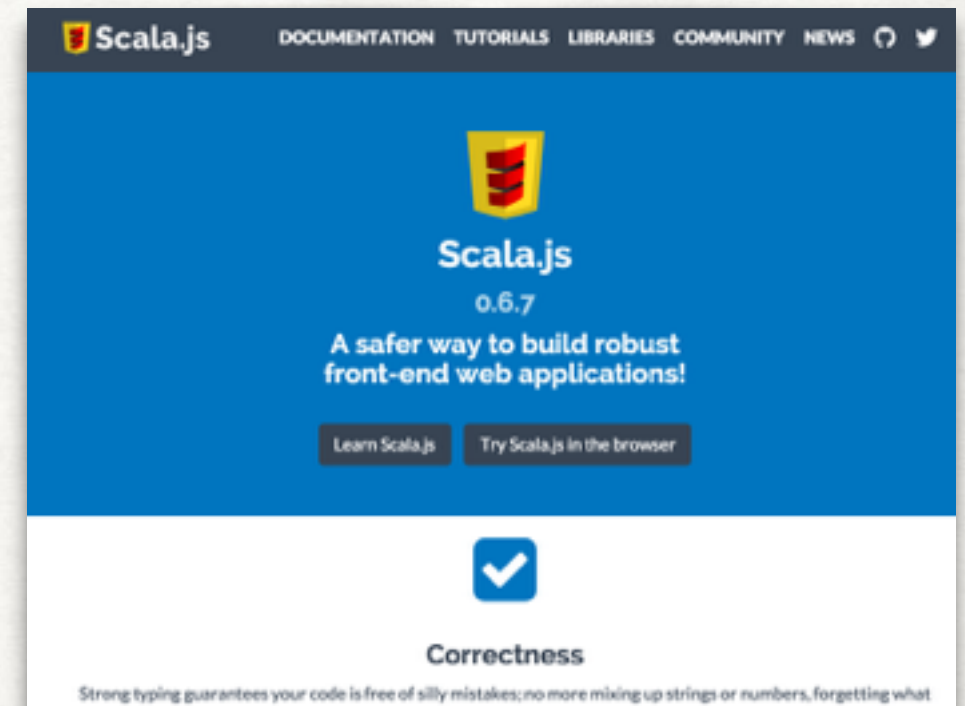 Scala.js DOCUMENTATION TUTORIALS LIBRARIES COMMUNITY NEWS
Scala.js
0.6.7
A safer way to build robust
front-end web applications!
Learn Scala.js Try Scala.js in the browser
Correctness
Strong typing guarantees your code is free of silly mistakes; no more mixing up strings or numbers, forgetting what